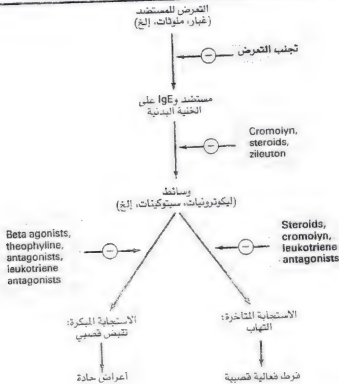 التعرض للمستضد
(غبار، ملوثات، إلخ)
تجنب التعرض
مستضد وIgE على
الخلية البدنية
Cromolyn,
steroids,
zileuton
وسائط
(ليكوترونيات، سيتوكينات، إلخ)
Beta agonists,
theophyline,
antagonists,
leukotriene
antagonists
Steroids,
cromolyn,
leukotriene
antagonists
الاستجابة المبكرة:
تقبض قصبي
الاستجابة المتأخرة:
التهاب
أعراض حادة
فرط فعالية قصبية